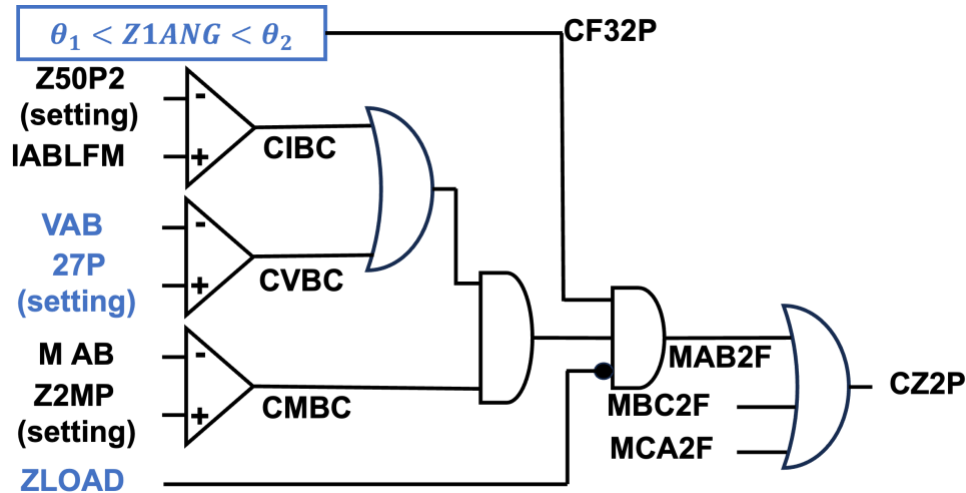 θ₁ < Z1ANG < θ₂
CF32P
Z50P2
(setting)
-
IABLFM
+
CIBC
VAB
-
27P
(setting)
+
CVBC
M AB
-
Z2MP
(setting)
+
CMBC
ZLOAD
MAB2F
MBC2F
MCA2F
CZ2P